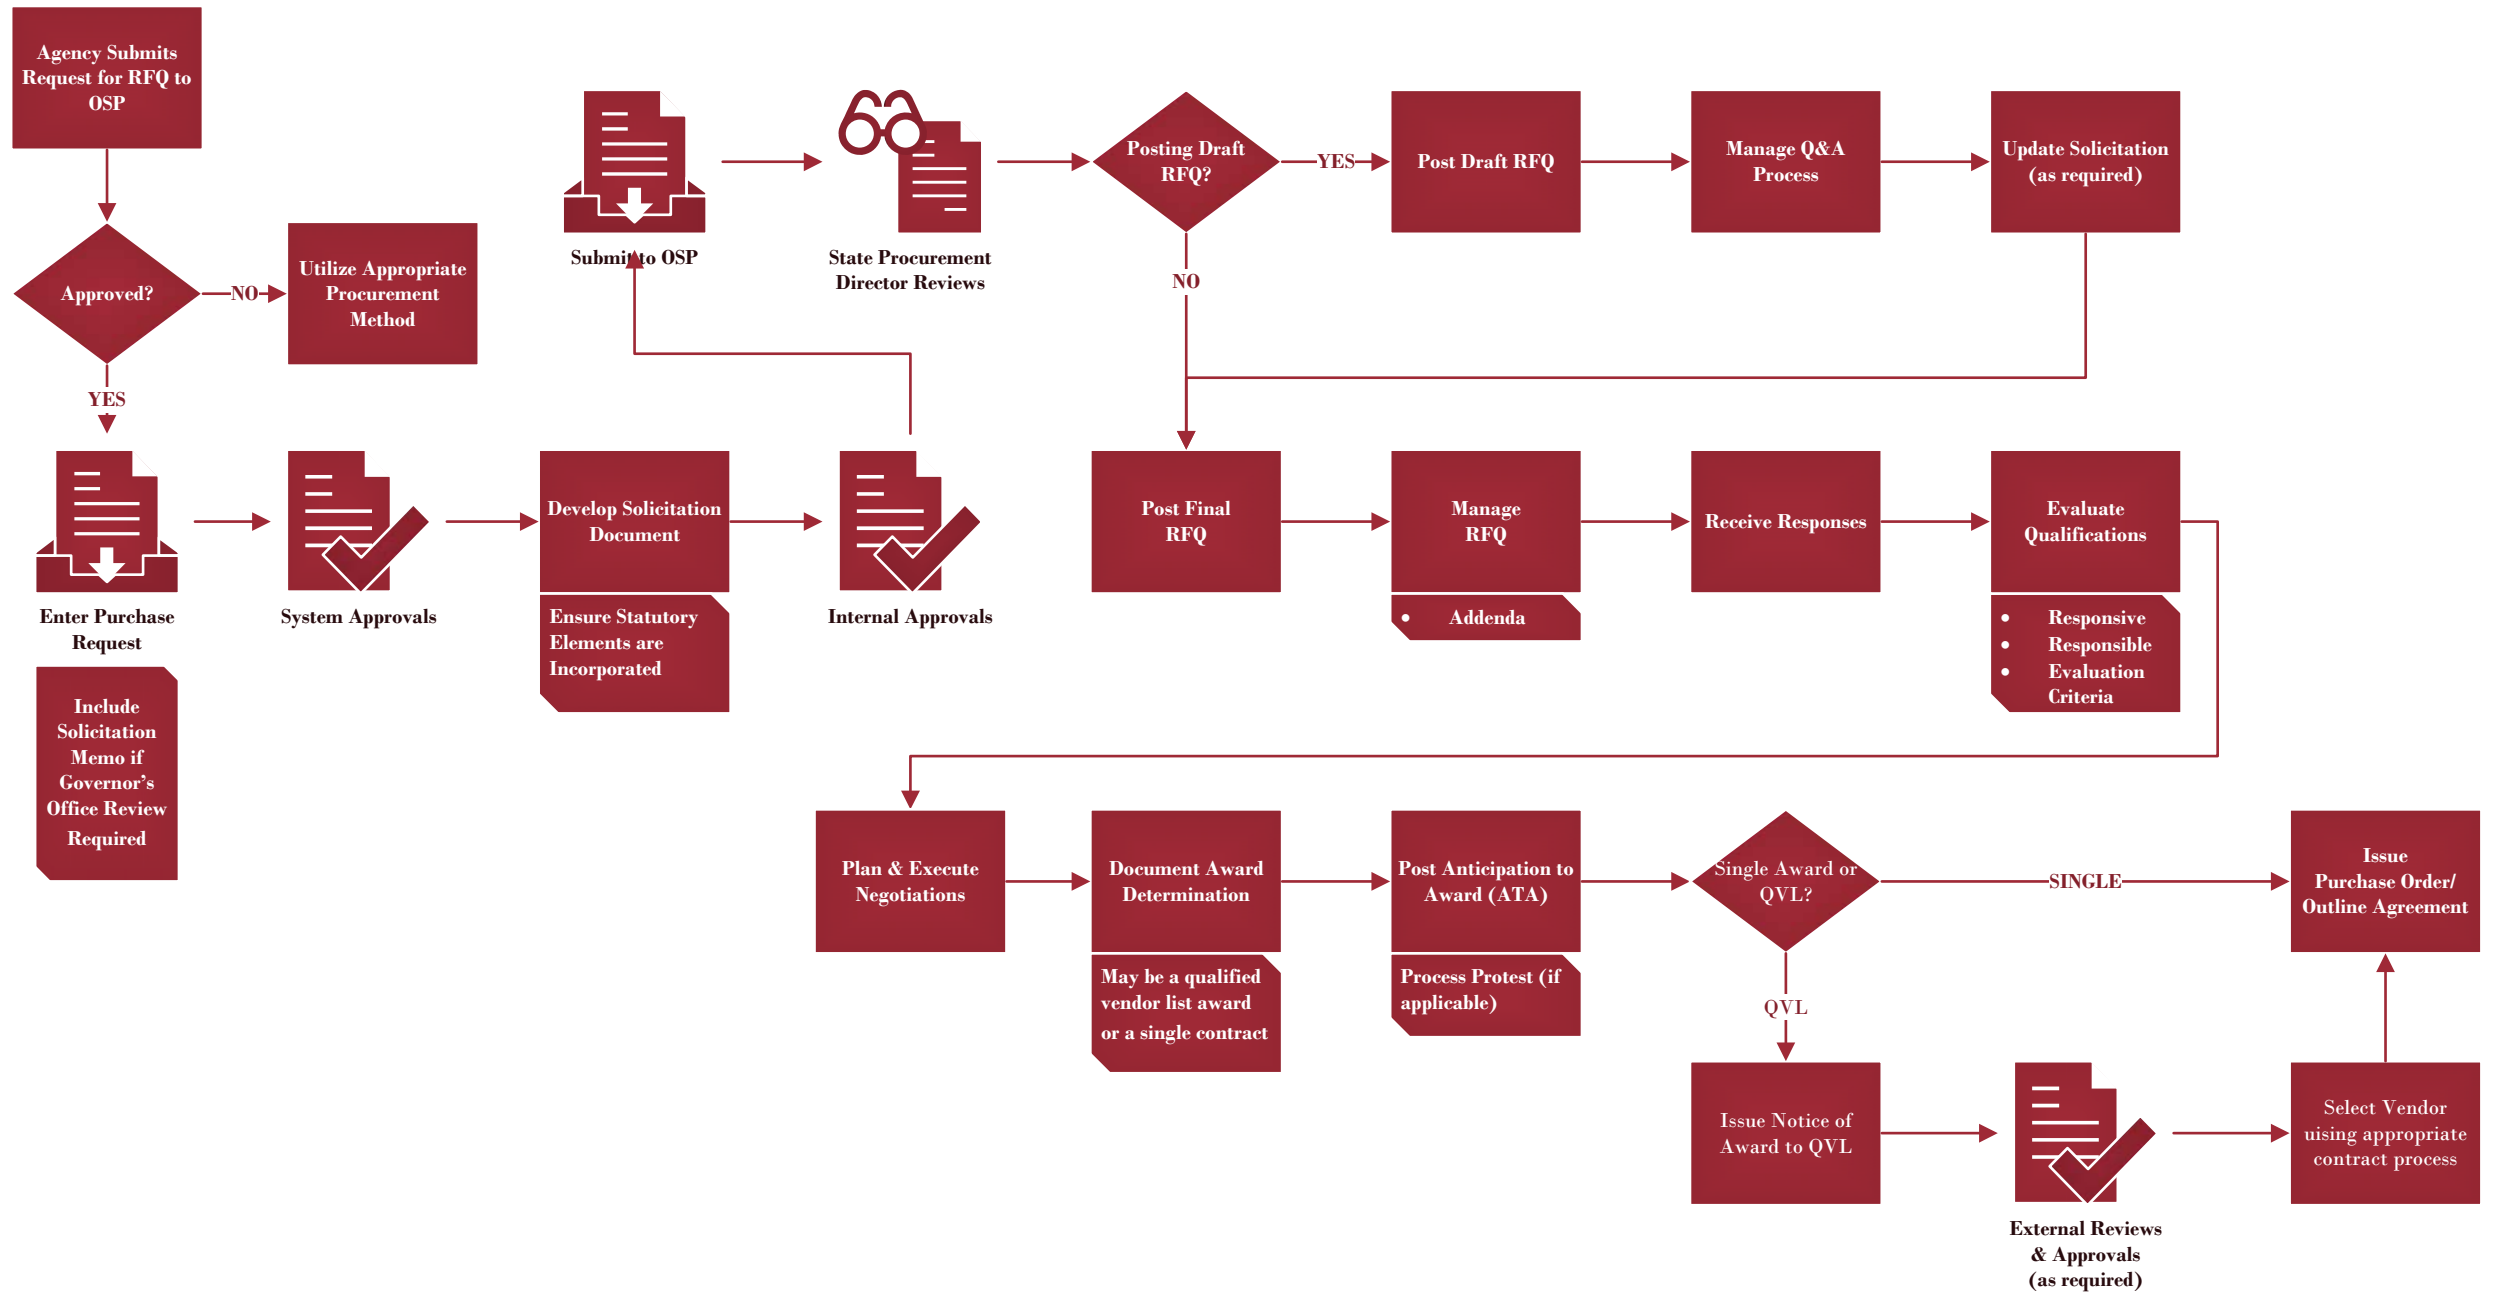 Agency Submits
Request for RFQ to
OSP
Approved?
NO
Utilize Appropriate
Procurement
Method
YES
Enter Purchase
Request
Include
Solicitation
Memo if
Governor’s
Office Review
Required
System Approvals
Develop Solicitation
Document
Ensure Statutory
Elements are
Incorporated
Internal Approvals
Submit to OSP
State Procurement
Director Reviews
Posting Draft
RFQ?
YES
NO
Post Draft RFQ
Manage Q&A
Process
Update Solicitation
(as required)
Post Final
RFQ
Manage
RFQ
• Addenda
Receive Responses
Evaluate
Qualifications
• Responsive
• Responsible
• Evaluation
Criteria
Plan & Execute
Negotiations
Document Award
Determination
May be a qualified
vendor list award
or a single contract
Post Anticipation to
Award (ATA)
Process Protest (if
applicable)
Single Award or
QVL?
SINGLE
QVL
Issue
Purchase Order/
Outline Agreement
Issue Notice of
Award to QVL
External Reviews
& Approvals
(as required)
Select Vendor
uising appropriate
contract process